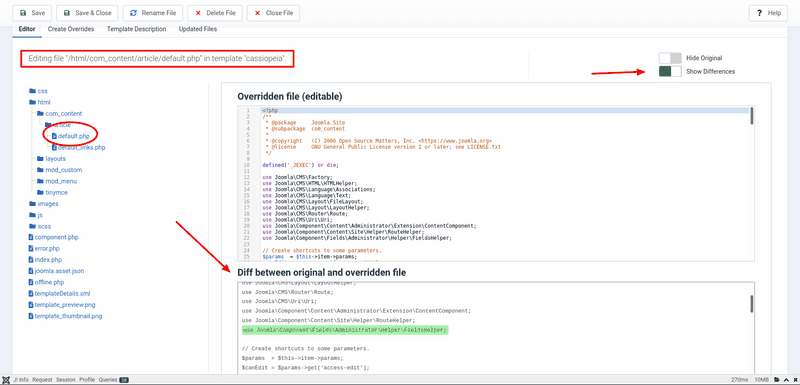 Save
Save & Close
Rename File
Delete File
Close File
Help
Editor
Create Overrides
Template Description
Updated Files
Editing file "/html/com_content/article/default.php" in template "cassiopeia".
Hide Original
Show Differences
css
html
com_content
article
default.php
default_links.php
layouts
mod_custom
mod_menu
tinymce
images
js
scss
component.php
error.php
index.php
joomla.asset.json
offline.php
templateDetails.xml
template_preview.png
template_thumbnail.png
Overridden file (editable)
1 <?php
2 /**
3 * @package Joomla.Site
4 * @subpackage com_content
5 *
6 * @copyright (C) 2006 Open Source Matters, Inc. <https://www.joomla.org>
7 * @license GNU General Public License version 2 or later; see LICENSE.txt
8 */
9
10 defined('_JEXEC') or die;
11
12 use Joomla\CMS\Factory;
13 use Joomla\CMS\HTML\HTMLHelper;
14 use Joomla\CMS\Language\Associations;
15 use Joomla\CMS\Language\Text;
16 use Joomla\CMS\Layout\FileLayout;
17 use Joomla\CMS\Layout\LayoutHelper;
18 use Joomla\CMS\Router\Route;
19 use Joomla\CMS\Uri\Uri;
20 use Joomla\Component\Content\Administrator\Extension\ContentComponent;
21 use Joomla\Component\Content\Site\Helper\RouteHelper;
22 use Joomla\Component\Fields\Administrator\Helper\FieldsHelper;
23
24 // Create shortcuts to some parameters.
25 $params = $this->item->params;
Diff between original and overridden file
use Joomla\CMS\Layout\LayoutHelper;
use Joomla\CMS\Router\Route;
use Joomla\CMS\Uri\Uri;
use Joomla\Component\Content\Administrator\Extension\ContentComponent;
use Joomla\Component\Content\Site\Helper\RouteHelper;
use Joomla\Component\Fields\Administrator\Helper\FieldsHelper;
// Create shortcuts to some parameters.
$params = $this->item->params;
$canEdit = $params->get('access-edit');
J! Info Request Session Profile Queries
270ms 10MB